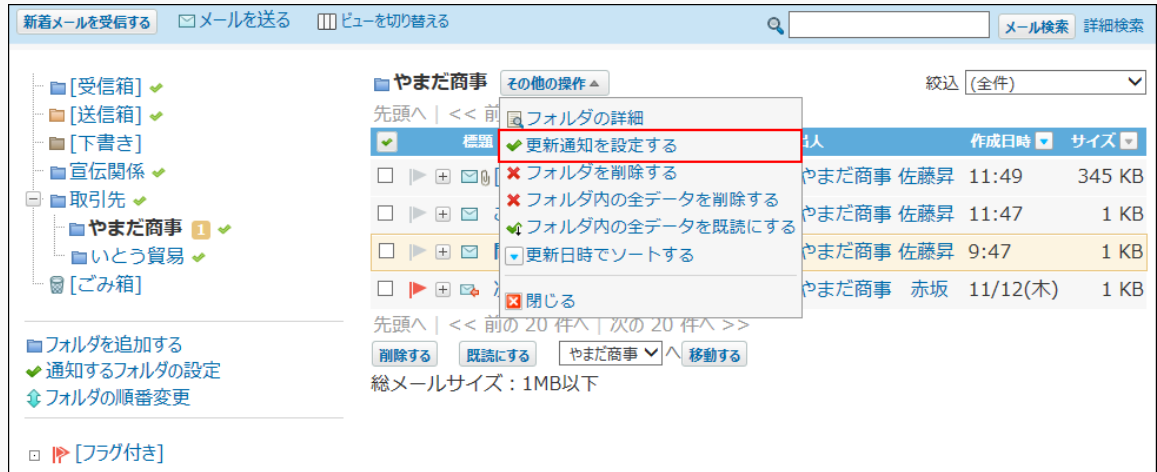 新着メールを受信する メールを送る ビューを切り替える メール検索 詳細検索
[受信箱]
[送信箱]
[下書き]
宣伝関係
取引先
やまだ商事 1
いとう貿易
[ごみ箱]
フォルダを追加する
通知するフォルダの設定
フォルダの順番変更
[フラグ付き]
やまだ商事 その他の操作 絞込 (全件)
先頭へ | << 前
フォルダの詳細
更新通知を設定する
フォルダを削除する
フォルダ内の全データを削除する
フォルダ内の全データを既読にする
更新日時でソートする
閉じる
標題 出人 作成日時 サイズ
やまだ商事 佐藤昇 11:49 345 KB
やまだ商事 佐藤昇 11:47 1 KB
やまだ商事 佐藤昇 9:47 1 KB
やまだ商事 赤坂 11/12(木) 1 KB
先頭へ | << 前の 20 件へ | 次の 20 件へ >>
削除する 既読にする やまだ商事 へ 移動する
総メールサイズ：1MB以下